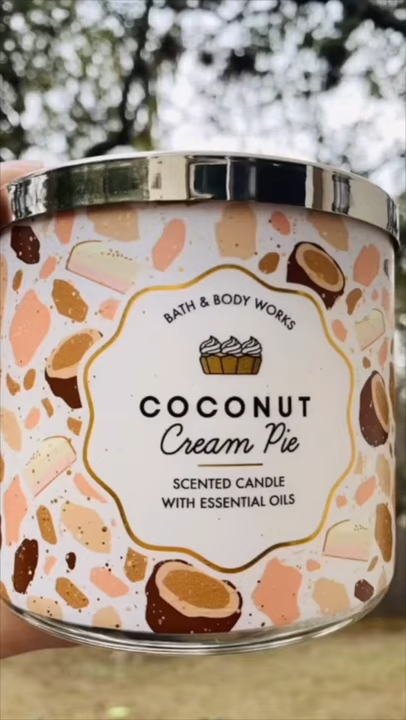 BATH & BODY WORKS
COCONUT
Cream Pie
SCENTED CANDLE
WITH ESSENTIAL OILS